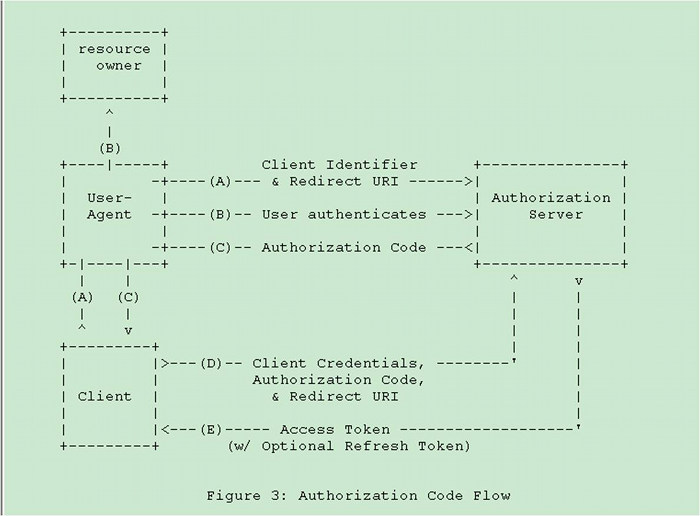 resource
owner
(B)
Client Identifier
(A) & Redirect URI
User-
Agent
Authorization
Server
(B) User authenticates
(C) Authorization Code
(A) (C)
(D) Client Credentials,
Authorization Code,
Client
& Redirect URI
(E) Access Token
(w/ Optional Refresh Token)
Figure 3: Authorization Code Flow